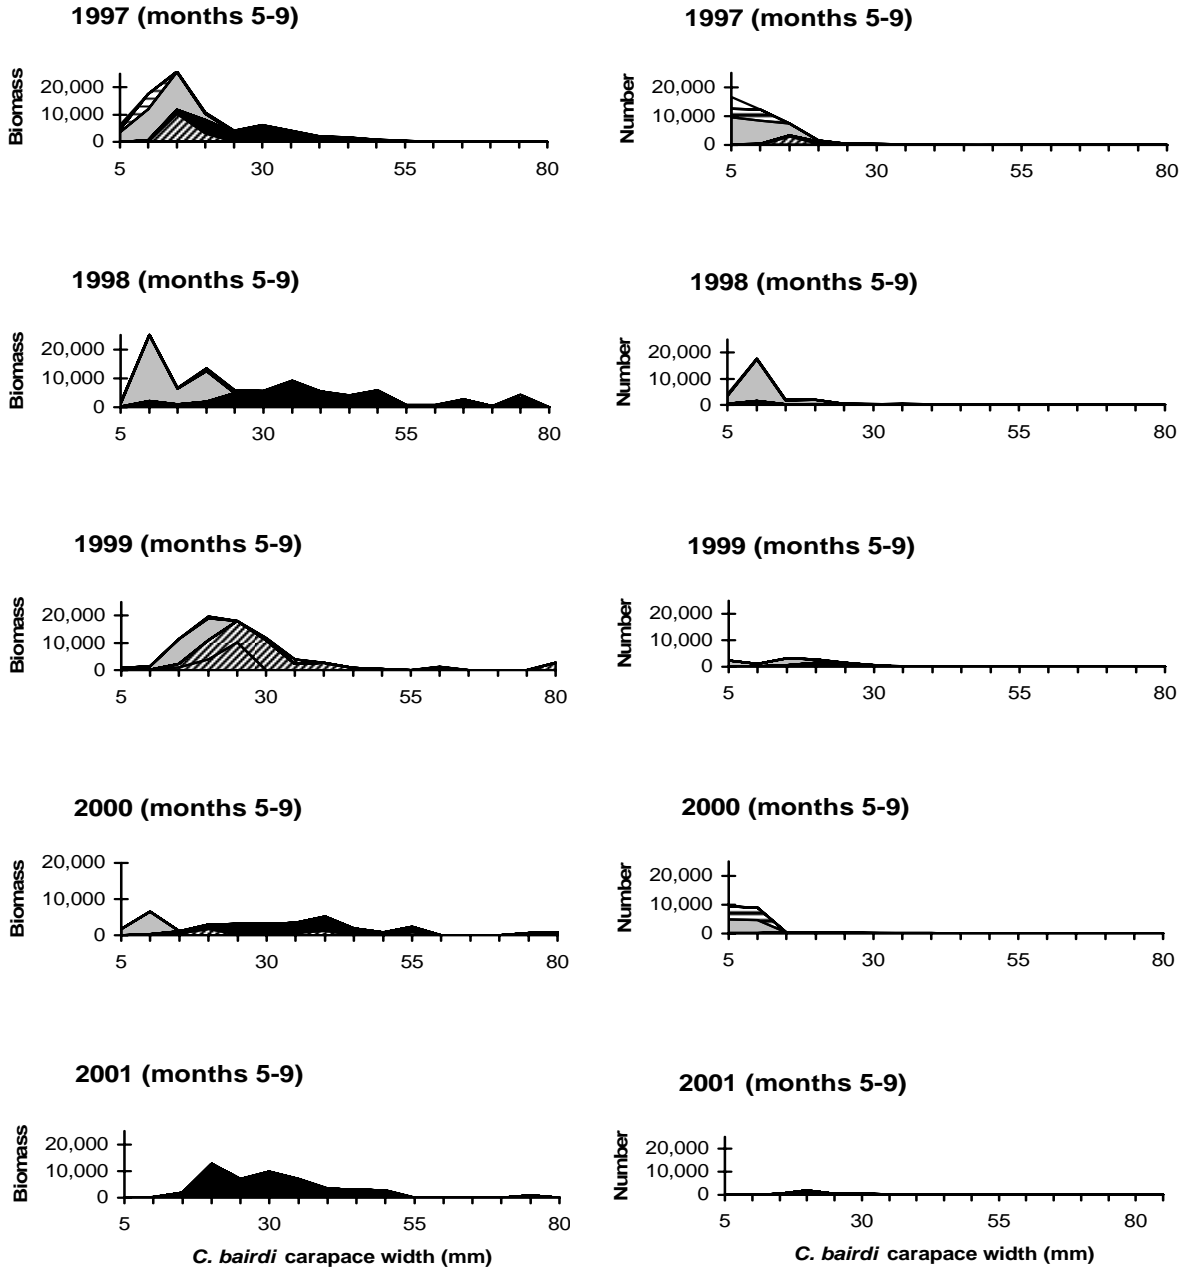 1997 (months 5-9)
Biomass
20,000
10,000
0
5 30 55 80
1997 (months 5-9)
Number
20,000
10,000
0
5 30 55 80
1998 (months 5-9)
Biomass
20,000
10,000
0
5 30 55 80
1998 (months 5-9)
Number
20,000
10,000
0
5 30 55 80
1999 (months 5-9)
Biomass
20,000
10,000
0
5 30 55 80
1999 (months 5-9)
Number
20,000
10,000
0
5 30 55 80
2000 (months 5-9)
Biomass
20,000
10,000
0
5 30 55 80
2000 (months 5-9)
Number
20,000
10,000
0
5 30 55 80
2001 (months 5-9)
Biomass
20,000
10,000
0
5 30 55 80
C. bairdi carapace width (mm)
2001 (months 5-9)
Number
20,000
10,000
0
5 30 55 80
C. bairdi carapace width (mm)